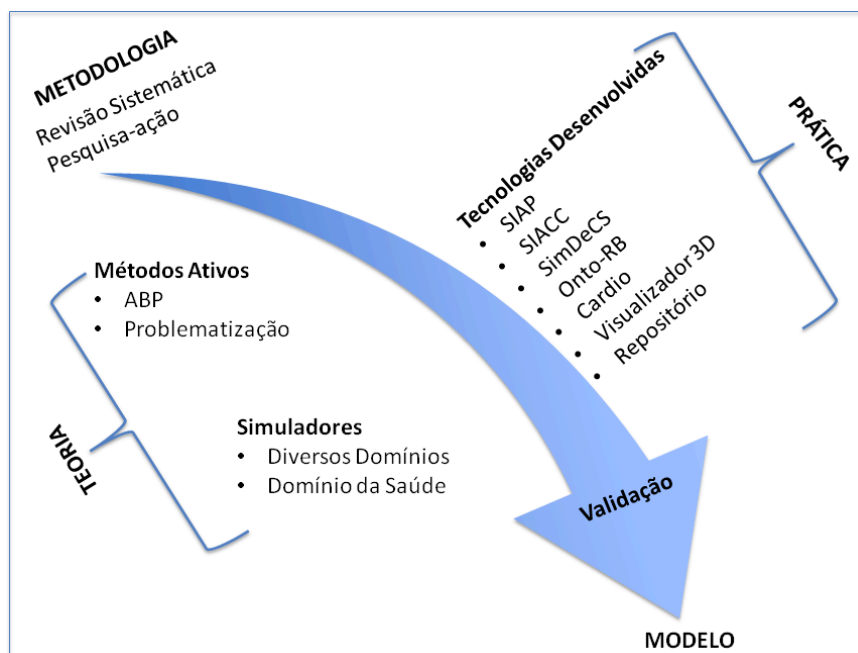 METODOLOGIA
Revisão Sistemática
Pesquisa-ação
Tecnologias Desenvolvidas
• SIAP
• SIACC
• SimDeCS
• Onto-RB
• Cardio
• Visualizador 3D
• Repositório
PRÁTICA
Métodos Ativos
• ABP
• Problematização
TEORIA
Simuladores
• Diversos Domínios
• Domínio da Saúde
Validação
MODELO